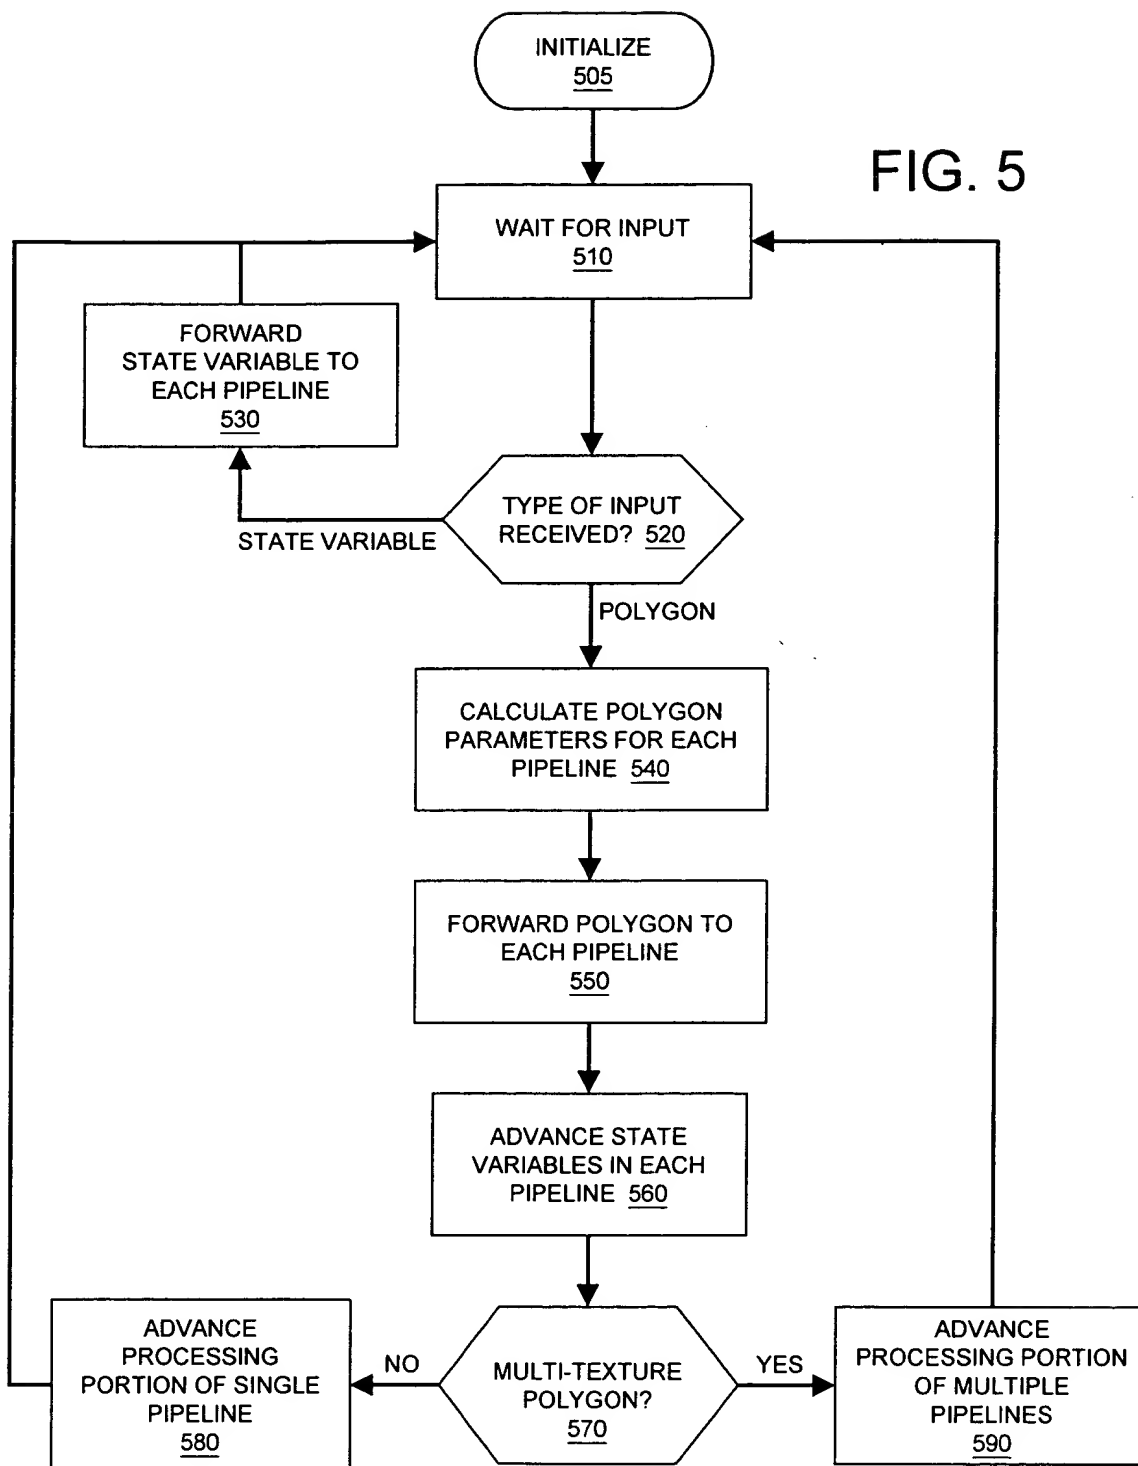 INITIALIZE
505
FIG. 5
WAIT FOR INPUT
510
FORWARD
STATE VARIABLE TO
EACH PIPELINE
530
TYPE OF INPUT
RECEIVED? 520
STATE VARIABLE
POLYGON
CALCULATE POLYGON
PARAMETERS FOR EACH
PIPELINE 540
FORWARD POLYGON TO
EACH PIPELINE
550
ADVANCE STATE
VARIABLES IN EACH
PIPELINE 560
ADVANCE
PROCESSING
PORTION OF SINGLE
PIPELINE
580
NO
MULTI-TEXTURE
POLYGON?
570
YES
ADVANCE
PROCESSING PORTION
OF MULTIPLE
PIPELINES
590